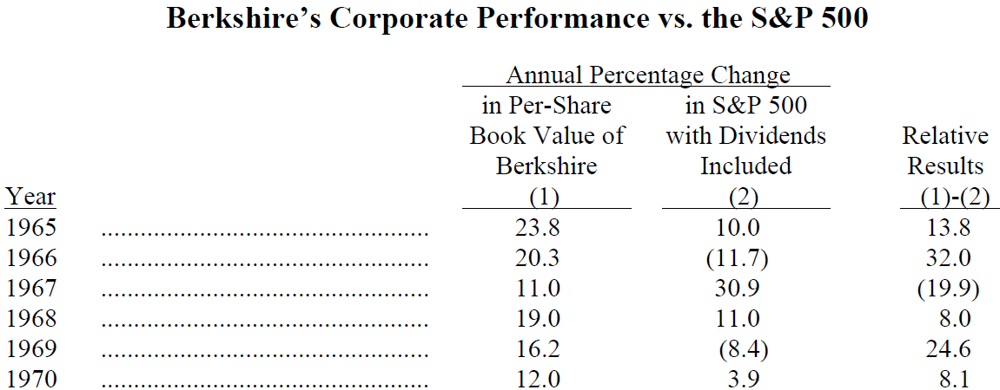 Berkshire’s Corporate Performance vs. the S&P 500
Annual Percentage Change
in Per-Share in S&P 500
Book Value of with Dividends Relative
Berkshire Included Results
Year (1) (2) (1)-(2)
1965 .................................................. 23.8 10.0 13.8
1966 .................................................. 20.3 (11.7) 32.0
1967 .................................................. 11.0 30.9 (19.9)
1968 .................................................. 19.0 11.0 8.0
1969 .................................................. 16.2 (8.4) 24.6
1970 .................................................. 12.0 3.9 8.1